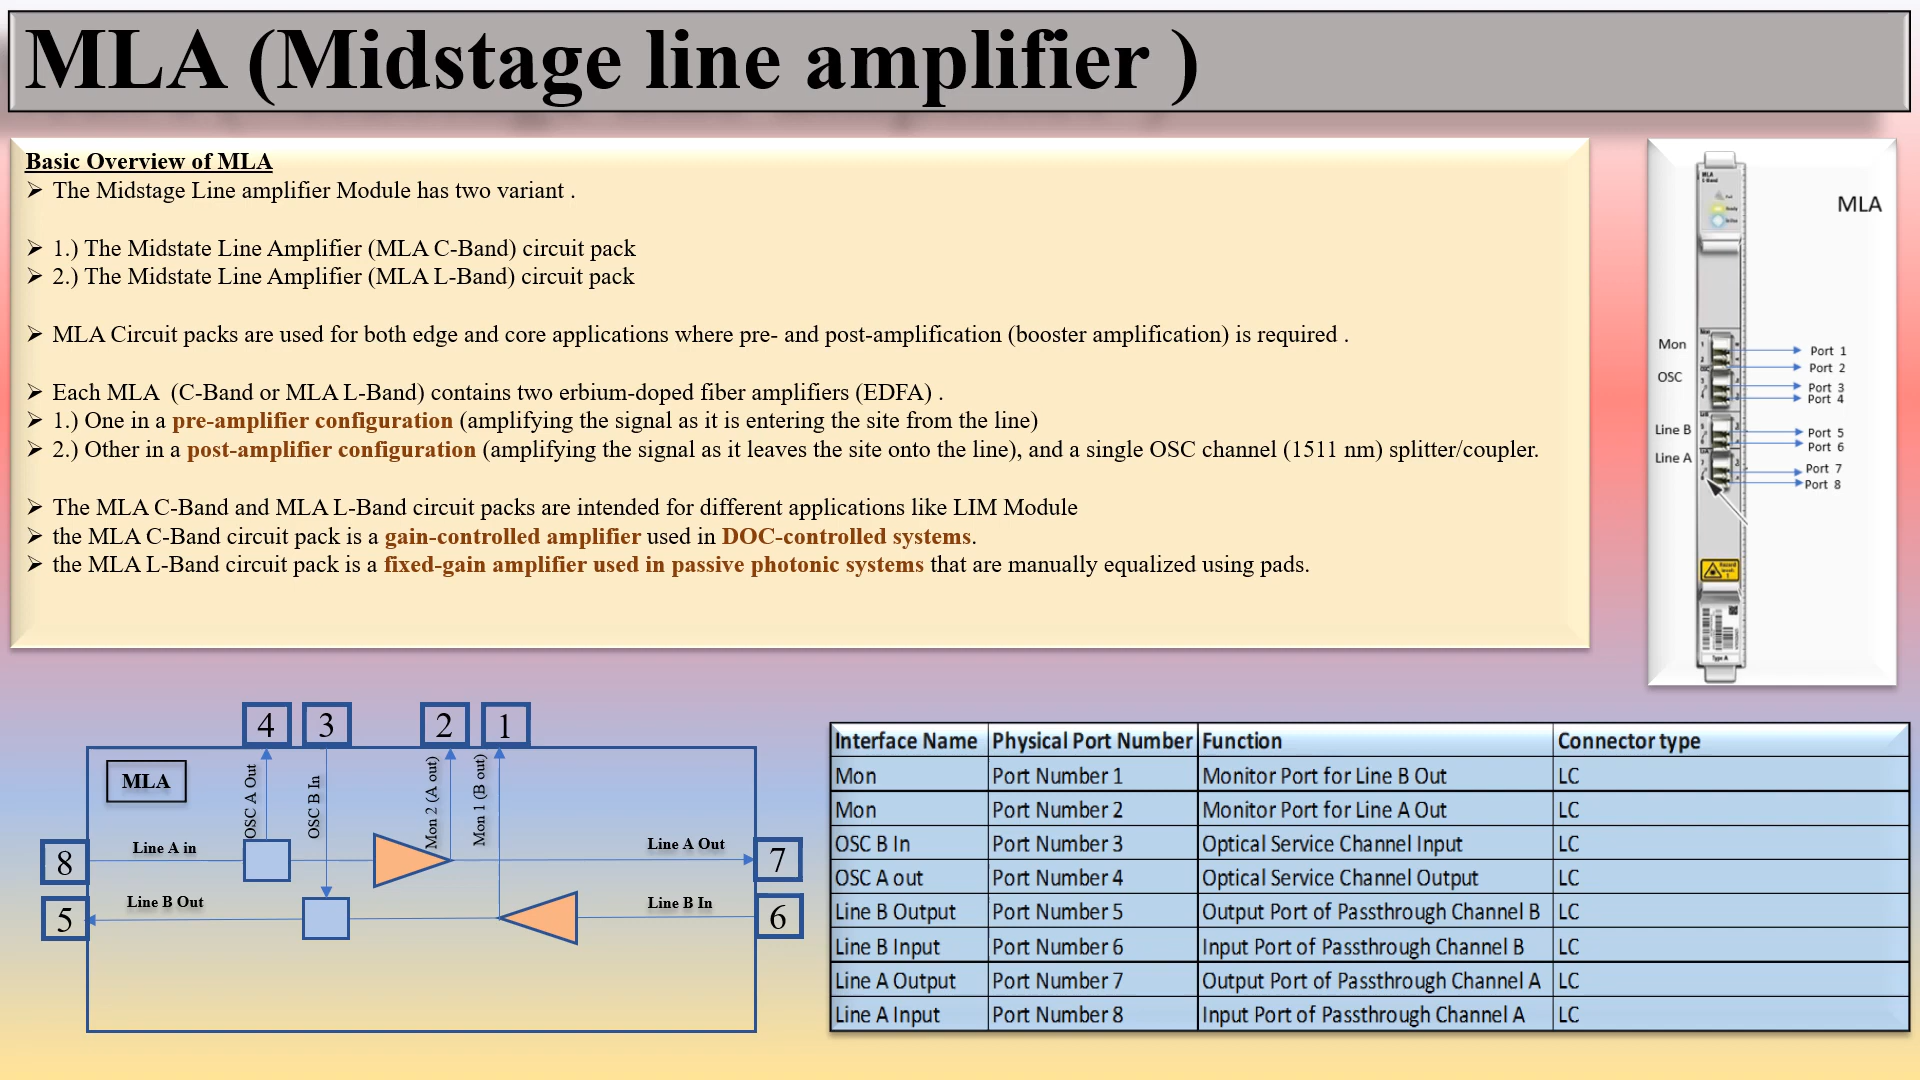 MLA (Midstage line amplifier )
Basic Overview of MLA
➢ The Midstage Line amplifier Module has two variant .
➢ 1.) The Midstate Line Amplifier (MLA C-Band) circuit pack
➢ 2.) The Midstate Line Amplifier (MLA L-Band) circuit pack
➢ MLA Circuit packs are used for both edge and core applications where pre- and post-amplification (booster amplification) is required .
➢ Each MLA (C-Band or MLA L-Band) contains two erbium-doped fiber amplifiers (EDFA) .
➢ 1.) One in a pre-amplifier configuration (amplifying the signal as it is entering the site from the line)
➢ 2.) Other in a post-amplifier configuration (amplifying the signal as it leaves the site onto the line), and a single OSC channel (1511 nm) splitter/coupler.
➢ The MLA C-Band and MLA L-Band circuit packs are intended for different applications like LIM Module
➢ the MLA C-Band circuit pack is a gain-controlled amplifier used in DOC-controlled systems.
➢ the MLA L-Band circuit pack is a fixed-gain amplifier used in passive photonic systems that are manually equalized using pads.
MLA
MLA
Mon
OSC
Line B
Line A
Port 1
Port 2
Port 3
Port 4
Port 5
Port 6
Port 7
Port 8
Type A
4 3 2 1
MLA
OSC A Out
OSC B In
Mon 2 (A out)
Mon 1 (B out)
8 Line A in Line A Out 7
5 Line B Out Line B In 6
Interface Name Physical Port Number Function Connector type
Mon Port Number 1 Monitor Port for Line B Out LC
Mon Port Number 2 Monitor Port for Line A Out LC
OSC B In Port Number 3 Optical Service Channel Input LC
OSC A out Port Number 4 Optical Service Channel Output LC
Line B Output Port Number 5 Output Port of Passthrough Channel B LC
Line B Input Port Number 6 Input Port of Passthrough Channel B LC
Line A Output Port Number 7 Output Port of Passthrough Channel A LC
Line A Input Port Number 8 Input Port of Passthrough Channel A LC